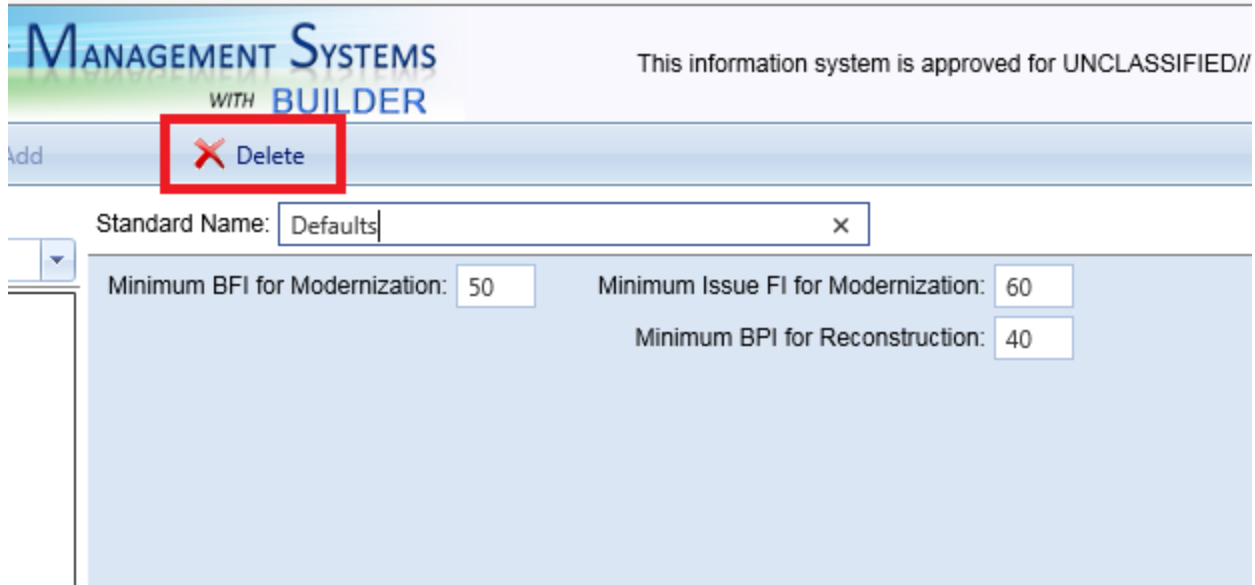 MANAGEMENT SYSTEMS
WITH BUILDER
This information system is approved for UNCLASSIFIED//
Add Delete
Standard Name: Defaults
Minimum BFI for Modernization: 50 Minimum Issue FI for Modernization: 60
Minimum BPI for Reconstruction: 40